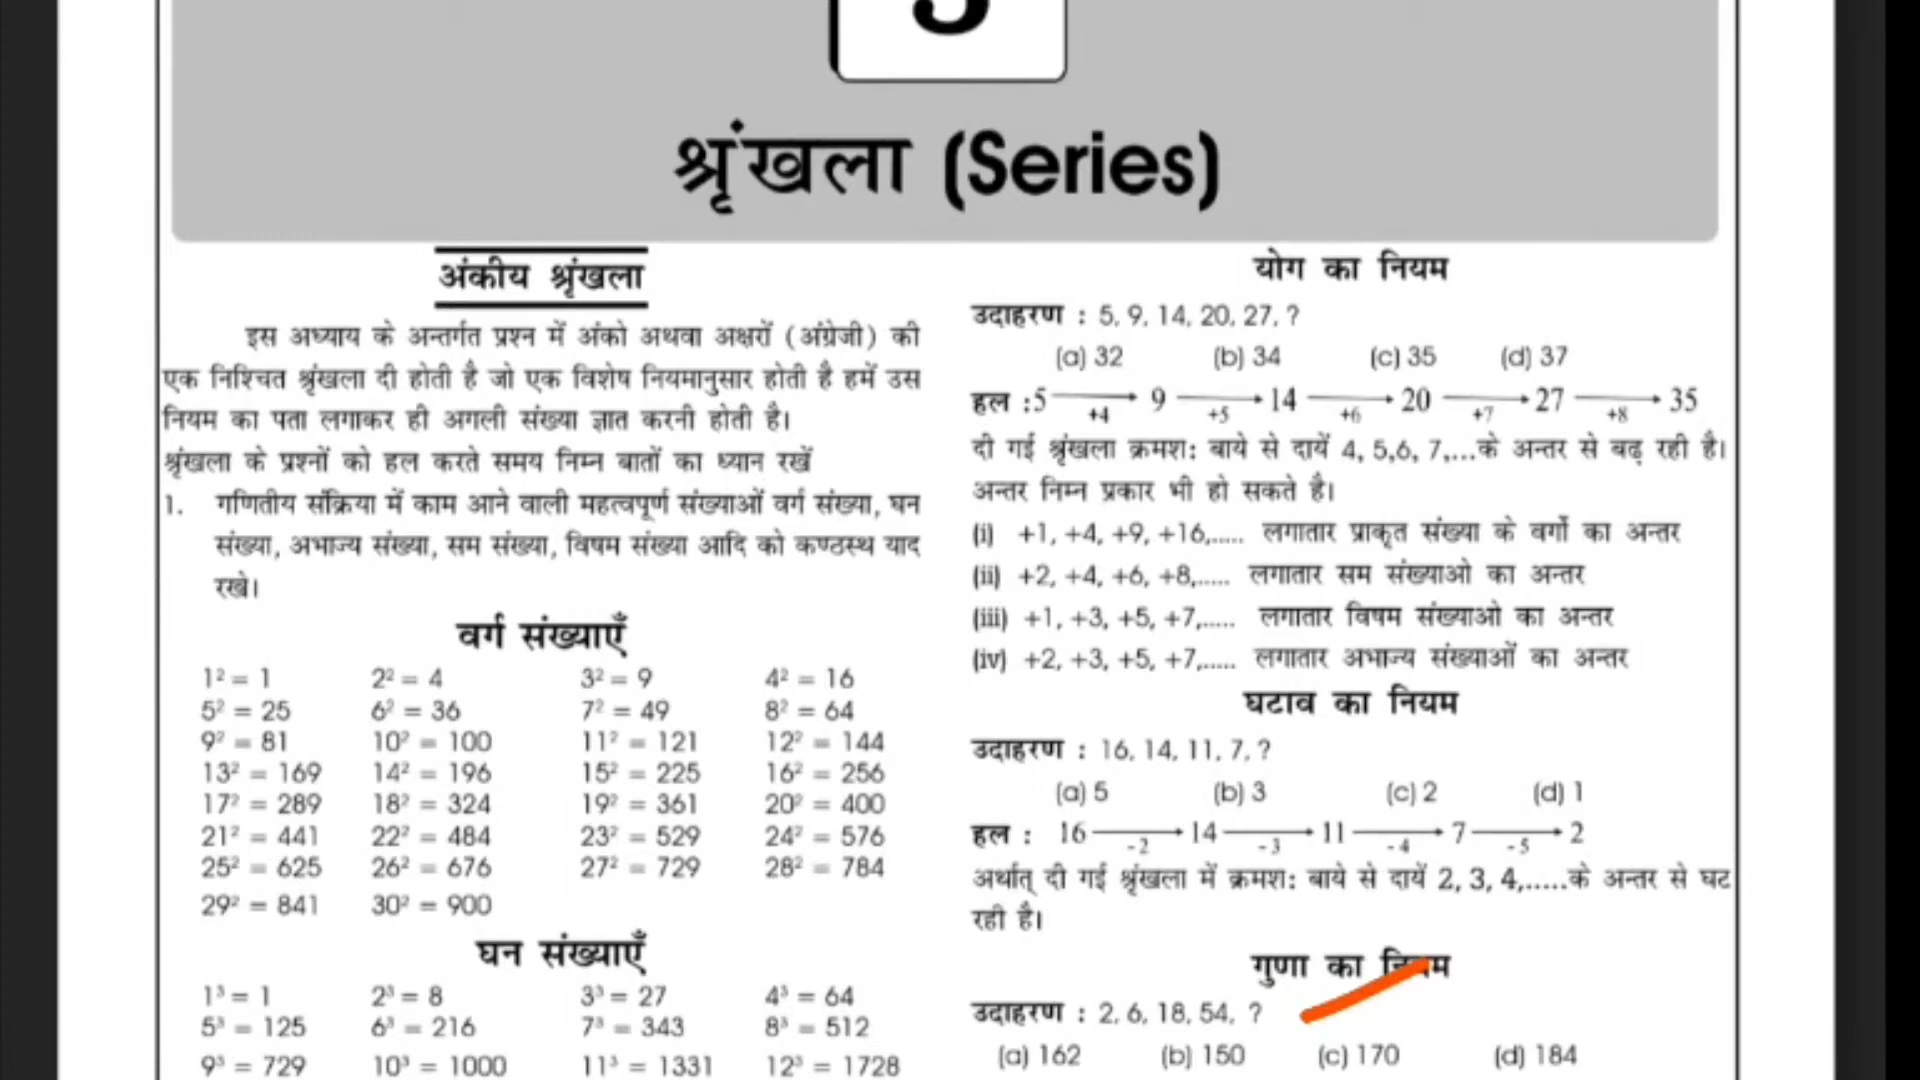 श्रृंखला (Series)
अंकीय श्रृंखला
इस अध्याय के अन्तर्गत प्रश्न में अंको अथवा अक्षरों (अंग्रेजी) की
एक निश्चित श्रृंखला दी होती है जो एक विशेष नियमानुसार होती है हमें उस
नियम का पता लगाकर ही अगली संख्या ज्ञात करनी होती है।
श्रृंखला के प्रश्नों को हल करते समय निम्न बातों का ध्यान रखें
1. गणितीय संक्रिया में काम आने वाली महत्वपूर्ण संख्याओं वर्ग संख्या, घन
संख्या, अभाज्य संख्या, सम संख्या, विषम संख्या आदि को कण्ठस्थ याद
रखे।
वर्ग संख्याएँ
1² = 1 2² = 4 3² = 9 4² = 16
5² = 25 6² = 36 7² = 49 8² = 64
9² = 81 10² = 100 11² = 121 12² = 144
13² = 169 14² = 196 15² = 225 16² = 256
17² = 289 18² = 324 19² = 361 20² = 400
21² = 441 22² = 484 23² = 529 24² = 576
25² = 625 26² = 676 27² = 729 28² = 784
29² = 841 30² = 900
घन संख्याएँ
1³ = 1 2³ = 8 3³ = 27 4³ = 64
5³ = 125 6³ = 216 7³ = 343 8³ = 512
9³ = 729 10³ = 1000 11³ = 1331 12³ = 1728
योग का नियम
उदाहरण : 5, 9, 14, 20, 27, ?
(a) 32 (b) 34 (c) 35 (d) 37
हल : 5 → 9 → 14 → 20 → 27 → 35
+4 +5 +6 +7 +8
दी गई श्रृंखला क्रमश: बाये से दायें 4, 5,6, 7,...के अन्तर से बढ़ रही है।
अन्तर निम्न प्रकार भी हो सकते है।
(i) +1, +4, +9, +16,..... लगातार प्राकृत संख्या के वर्गों का अन्तर
(ii) +2, +4, +6, +8,..... लगातार सम संख्याओ का अन्तर
(iii) +1, +3, +5, +7,..... लगातार विषम संख्याओ का अन्तर
(iv) +2, +3, +5, +7,..... लगातार अभाज्य संख्याओं का अन्तर
घटाव का नियम
उदाहरण : 16, 14, 11, 7, ?
(a) 5 (b) 3 (c) 2 (d) 1
हल : 16 → 14 → 11 → 7 → 2
-2 -3 -4 -5
अर्थात् दी गई श्रृंखला में क्रमश: बाये से दायें 2, 3, 4,.....के अन्तर से घट
रही है।
गुणा का नियम
उदाहरण : 2, 6, 18, 54, ?
(a) 162 (b) 150 (c) 170 (d) 184